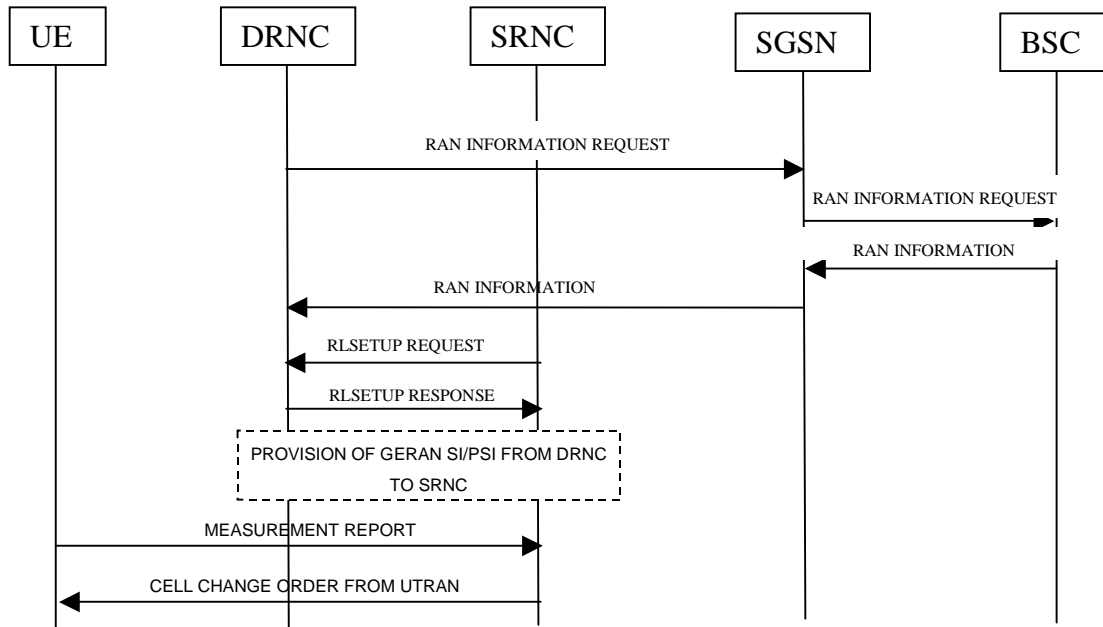 UE
DRNC
SRNC
SGSN
BSC
RAN INFORMATION REQUEST
RAN INFORMATION REQUEST
RAN INFORMATION
RAN INFORMATION
RLSETUP REQUEST
RLSETUP RESPONSE
PROVISION OF GERAN SI/PSI FROM DRNC
TO SRNC
MEASUREMENT REPORT
CELL CHANGE ORDER FROM UTRAN